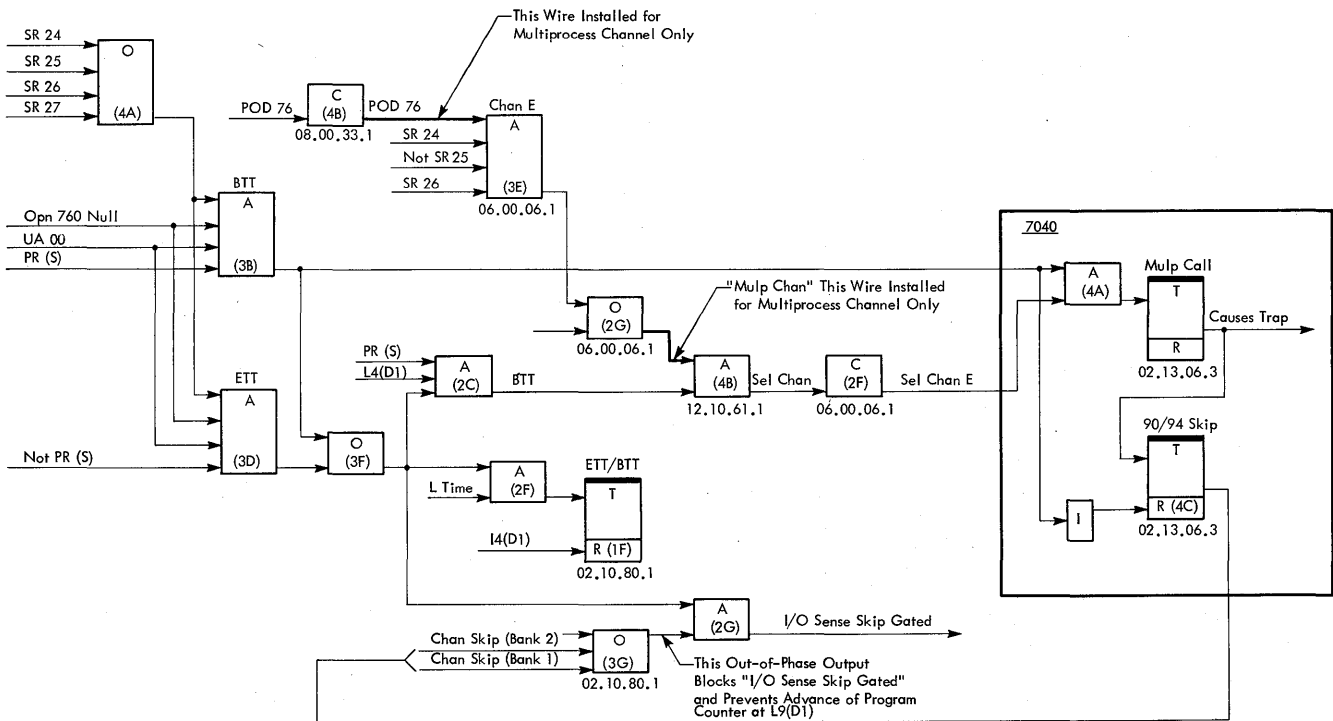 This Wire Installed for
Multiprocess Channel Only
SR 24
SR 25
SR 26
SR 27
O
(4A)
POD 76
C
(4B)
08.00.33.1
POD 76
Chan E
A
(3E)
06.00.06.1
SR 24
Not SR 25
SR 26
BTT
A
(3B)
Opn 760 Null
UA 00
PR (S)
"Mulp Chan" This Wire Installed
for Multiprocess Channel Only
O
(2G)
06.00.06.1
7040
A
(4A)
Mulp Call
T
R
02.13.06.3
Causes Trap
PR (S)
L4(D1)
A
(2C)
BTT
A
(4B)
12.10.61.1
Sel Chan
C
(2F)
06.00.06.1
Sel Chan E
ETT
A
(3D)
Not PR (S)
O
(3F)
90/94 Skip
T
R (4C)
02.13.06.3
I
L Time
A
(2F)
ETT/BTT
T
R (1F)
02.10.80.1
I4(D1)
A
(2G)
I/O Sense Skip Gated
Chan Skip (Bank 2)
Chan Skip (Bank 1)
O
(3G)
02.10.80.1
This Out-of-Phase Output
Blocks "I/O Sense Skip Gated"
and Prevents Advance of Program
Counter at L9(D1)